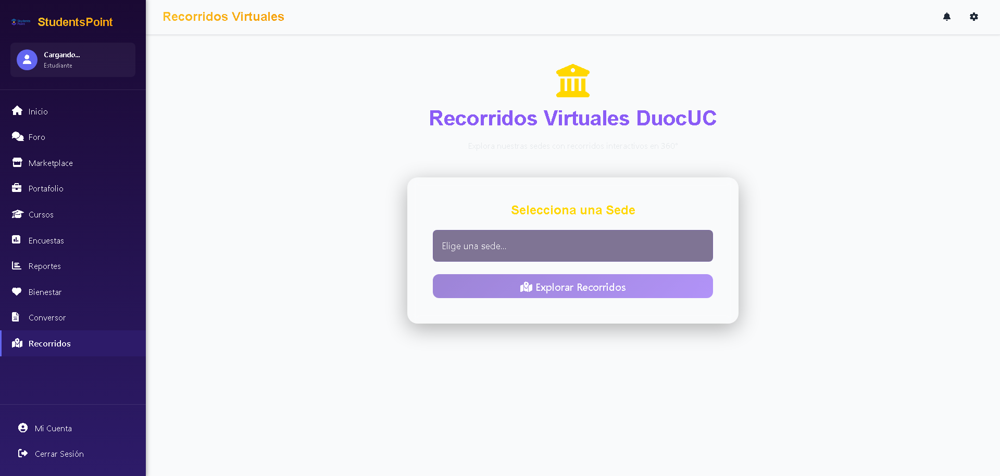 Students
Point
StudentsPoint
Cargando...
Estudiante
Inicio
Foro
Marketplace
Portafolio
Cursos
Encuestas
Reportes
Bienestar
Conversor
Recorridos
Mi Cuenta
Cerrar Sesión
Recorridos Virtuales
Recorridos Virtuales DuocUC
Explora nuestras sedes con recorridos interactivos en 360°
Selecciona una Sede
Elige una sede...
Explorar Recorridos